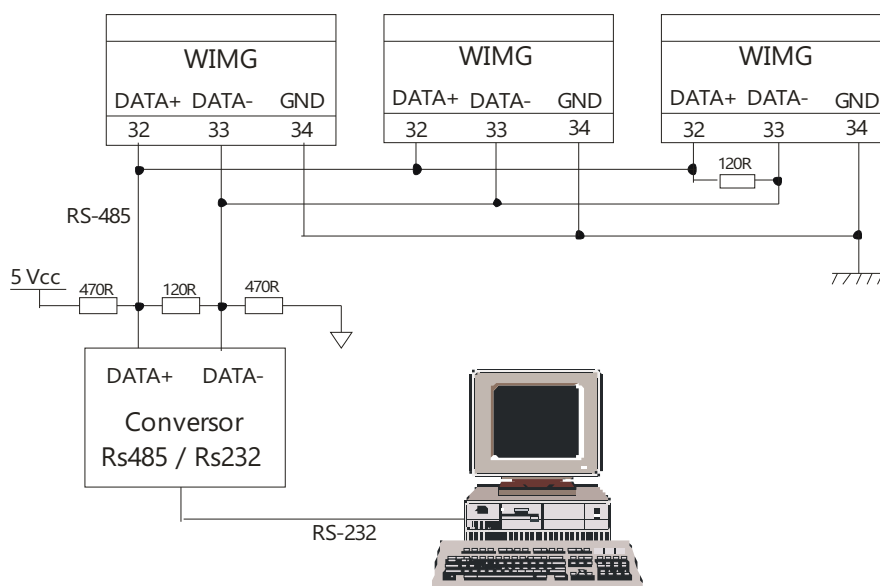 WIMG WIMG WIMG
DATA+ DATA- GND DATA+ DATA- GND DATA+ DATA- GND
32 33 34 32 33 34 32 33 34
120R
RS-485
5 Vcc 470R 120R 470R
DATA+ DATA-
Conversor
Rs485 / Rs232
RS-232